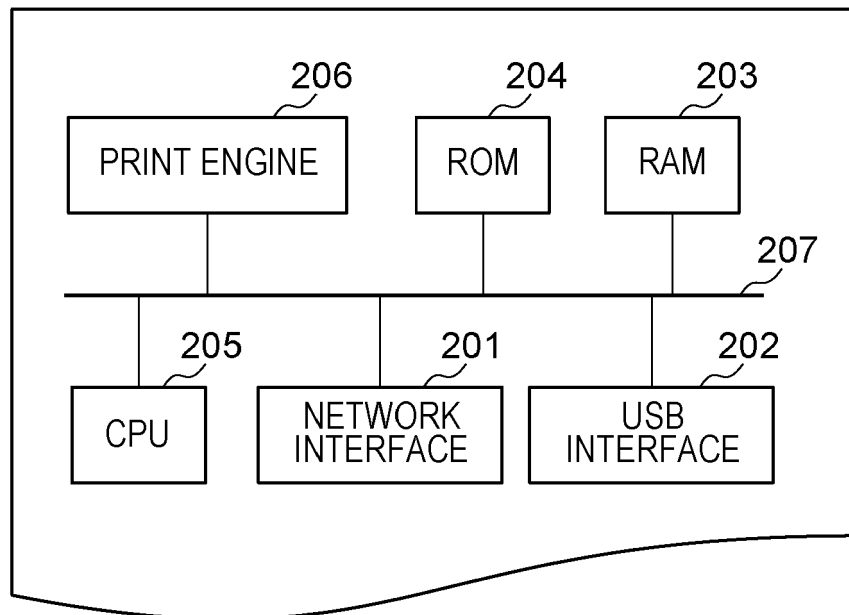 206
204
203
PRINT ENGINE
ROM
RAM
207
205
201
202
CPU
NETWORK
INTERFACE
USB
INTERFACE